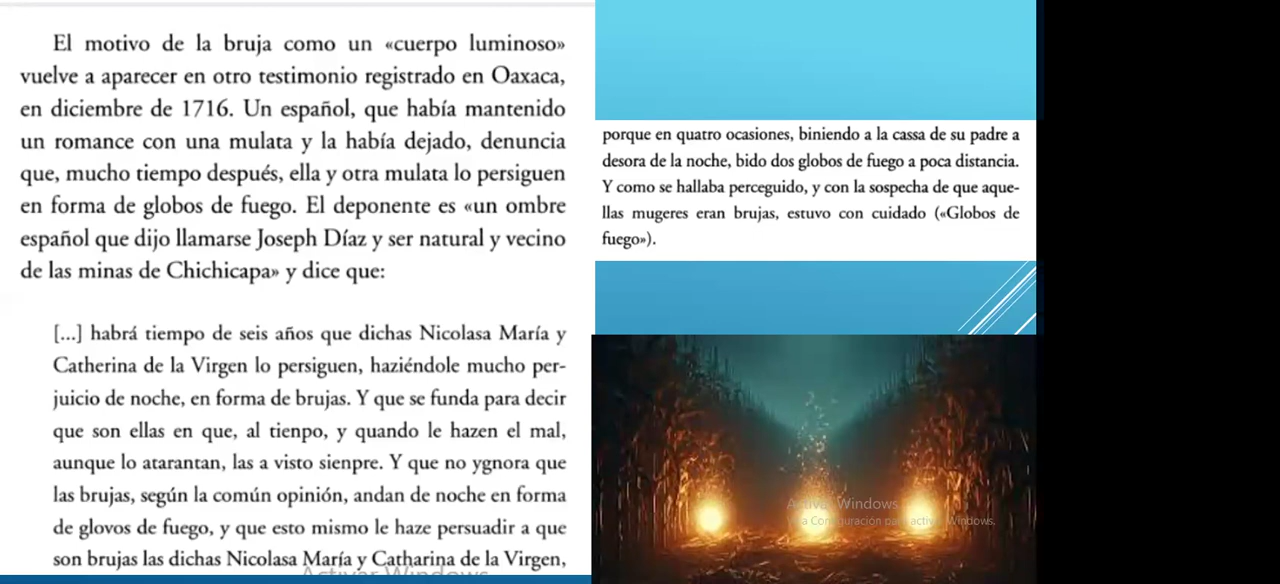 El motivo de la bruja como un «cuerpo luminoso»
vuelve a aparecer en otro testimonio registrado en Oaxaca,
en diciembre de 1716. Un español, que había mantenido
un romance con una mulata y la había dejado, denuncia
que, mucho tiempo después, ella y otra mulata lo persiguen
en forma de globos de fuego. El deponente es «un ombre
español que dijo llamarse Joseph Díaz y ser natural y vecino
de las minas de Chichicapa» y dice que:
[...] habrá tiempo de seis años que dichas Nicolasa María y
Catherina de la Virgen lo persiguen, haziéndole mucho per-
juicio de noche, en forma de brujas. Y que se funda para decir
que son ellas en que, al tienpo, y quando le hazen el mal,
aunque lo atarantan, las a visto sienpre. Y que no ygnora que
las brujas, según la común opinión, andan de noche en forma
de glovos de fuego, y que esto mismo le haze persuadir a que
son brujas las dichas Nicolasa María y Catharina de la Virgen,
Activar Windows
porque en quatro ocasiones, biniendo a la cassa de su padre a
desora de la noche, bido dos globos de fuego a poca distancia.
Y como se hallaba perceguido, y con la sospecha de que aque-
llas mugeres eran brujas, estuvo con cuidado («Globos de
fuego»).
Activar Windows
Configuración para activar Windows.